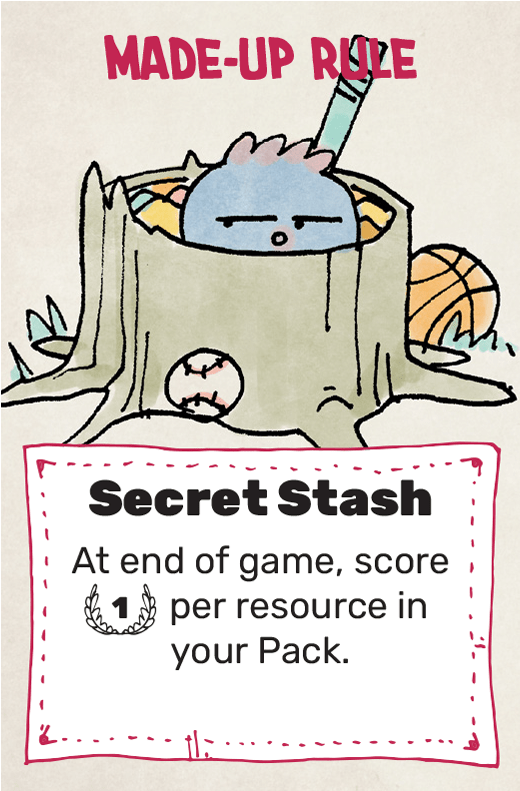 MADE-UP RULE
Secret Stash
At end of game, score
1 per resource in
your Pack.